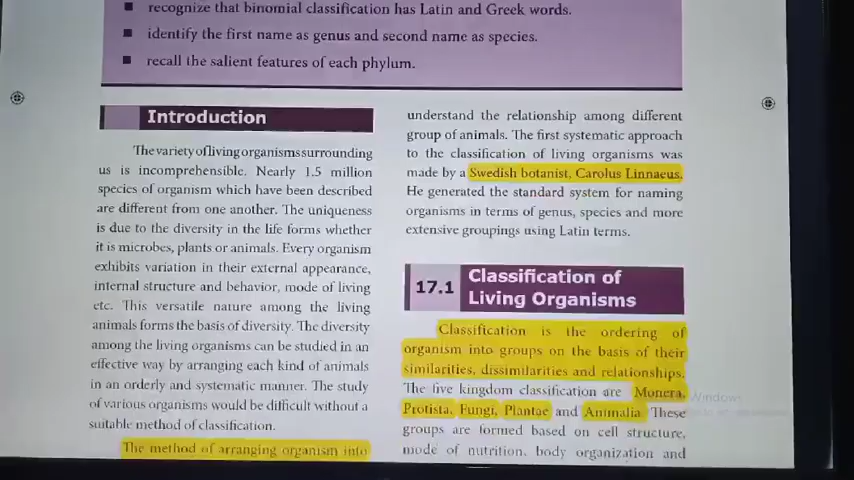 recognize that binomial classification has Latin and Greek words.
identify the first name as genus and second name as species.
recall the salient features of each phylum.
Introduction
The variety of living organisms surrounding
us is incomprehensible. Nearly 1.5 million
species of organism which have been described
are different from one another. The uniqueness
is due to the diversity in the life forms whether
it is microbes, plants or animals. Every organism
exhibits variation in their external appearance,
internal structure and behavior, mode of living
etc. This versatile nature among the living
animals forms the basis of diversity. The diversity
among the living organisms can be studied in an
effective way by arranging each kind of animals
in an orderly and systematic manner. The study
of various organisms would be difficult without a
suitable method of classification.
The method of arranging organism into
understand the relationship among different
group of animals. The first systematic approach
to the classification of living organisms was
made by a Swedish botanist, Carolus Linnaeus.
He generated the standard system for naming
organisms in terms of genus, species and more
extensive groupings using Latin terms.
17.1 Classification of
Living Organisms
Classification is the ordering of
organism into groups on the basis of their
similarities, dissimilarities and relationships.
The five kingdom classification are Monera,
Protista, Fungi, Plantae and Animalia. These
groups are formed based on cell structure,
mode of nutrition, body organization and
Windows